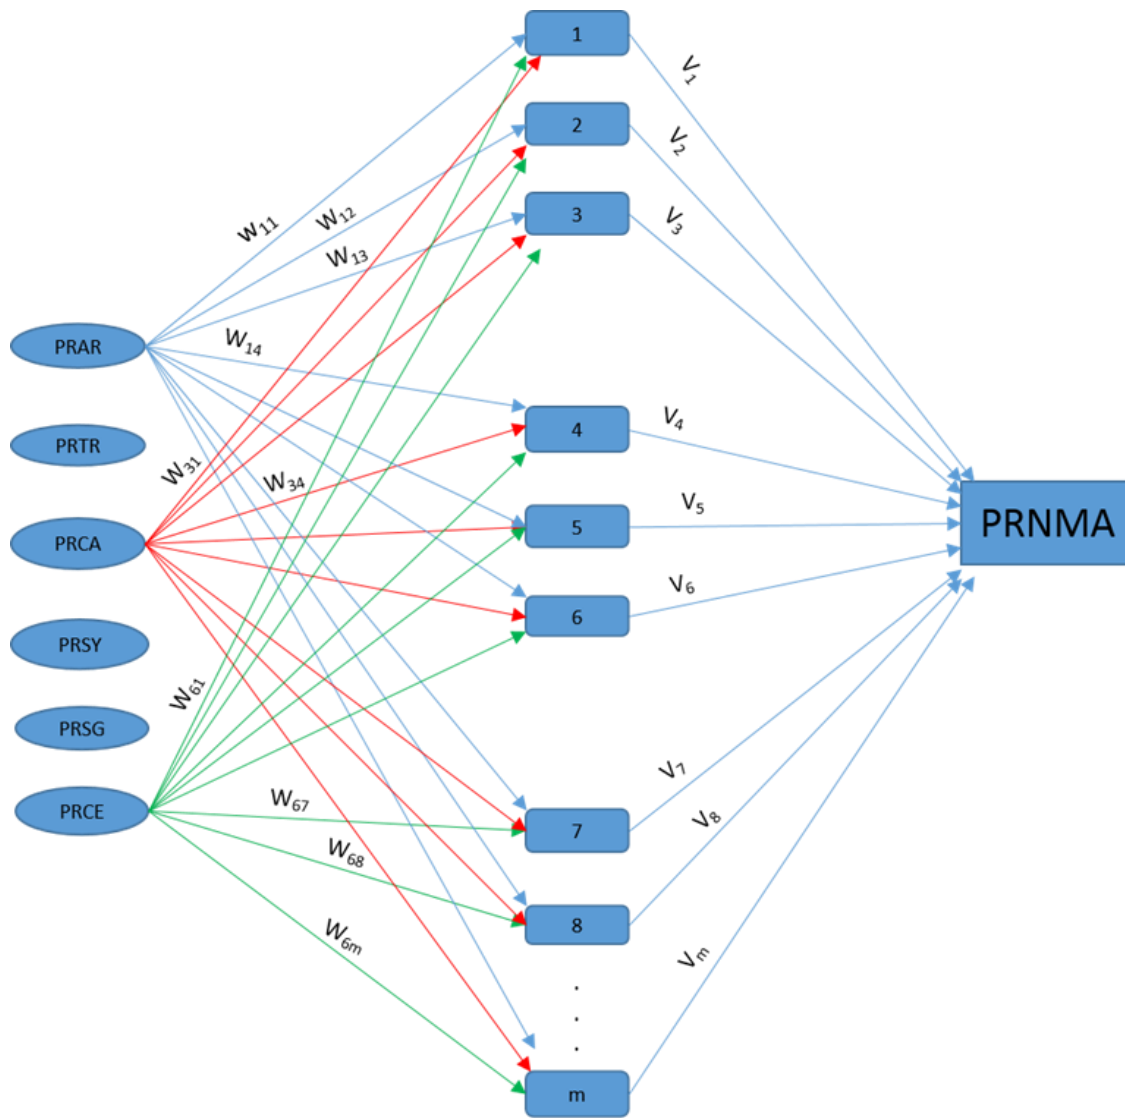 1
V1
2
V2
3
V3
W11
W12
W13
W14
PRAR
PRTR
PRCA
PRSY
PRSG
PRCE
W31
W34
W61
W67
W68
W6m
4
V4
5
V5
6
V6
PRNMA
7
V7
8
V8
.
.
.
m
Vm